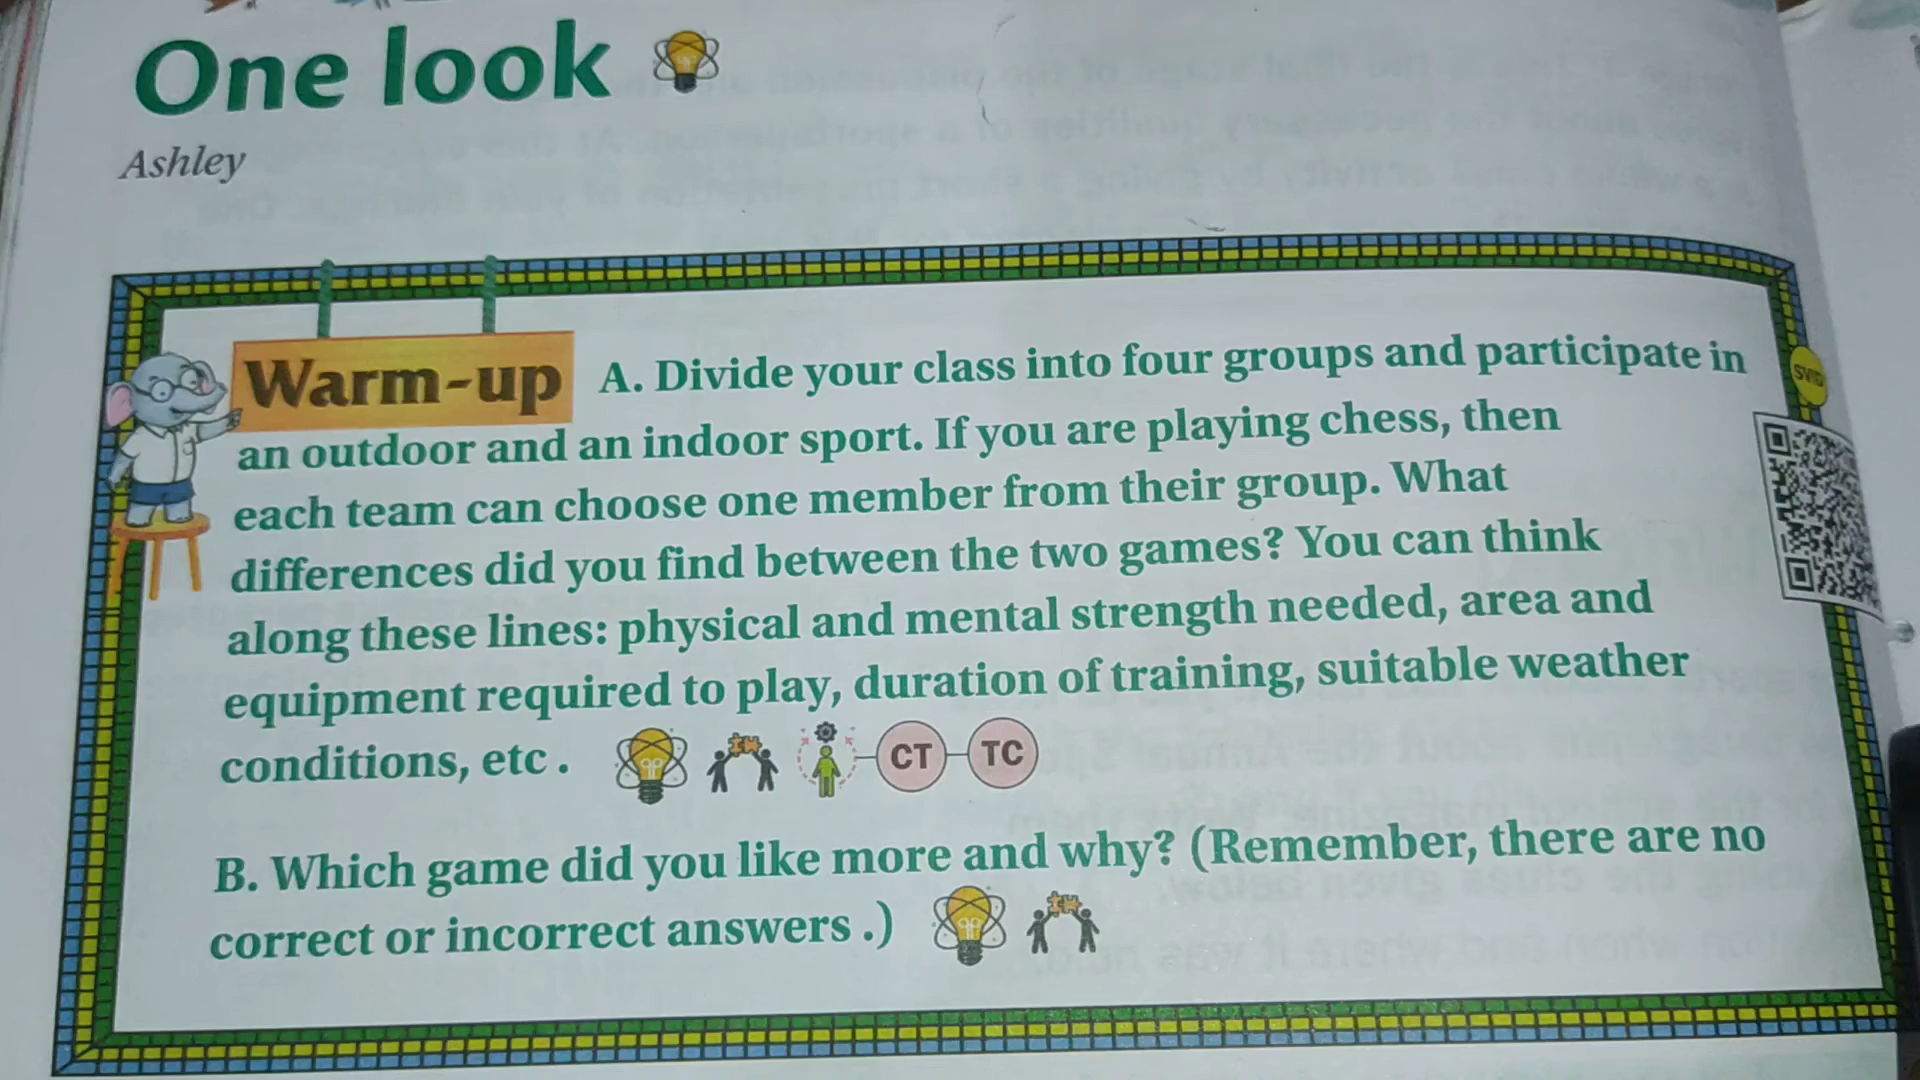 One look
Ashley
Warm-up A. Divide your class into four groups and participate in
an outdoor and an indoor sport. If you are playing chess, then
each team can choose one member from their group. What
differences did you find between the two games? You can think
along these lines: physical and mental strength needed, area and
equipment required to play, duration of training, suitable weather
conditions, etc .
CT TC
B. Which game did you like more and why? (Remember, there are no
correct or incorrect answers .)